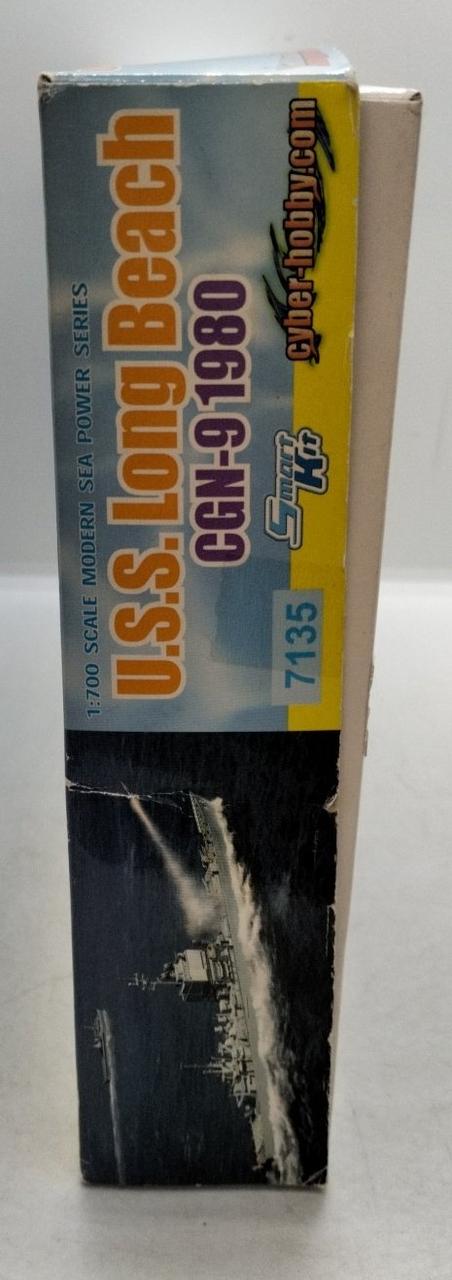 1:700 SCALE MODERN SEA POWER SERIES
U.S.S. Long Beach
CGN-9 1980
Smart Kit
cyber-hobby.com
7135